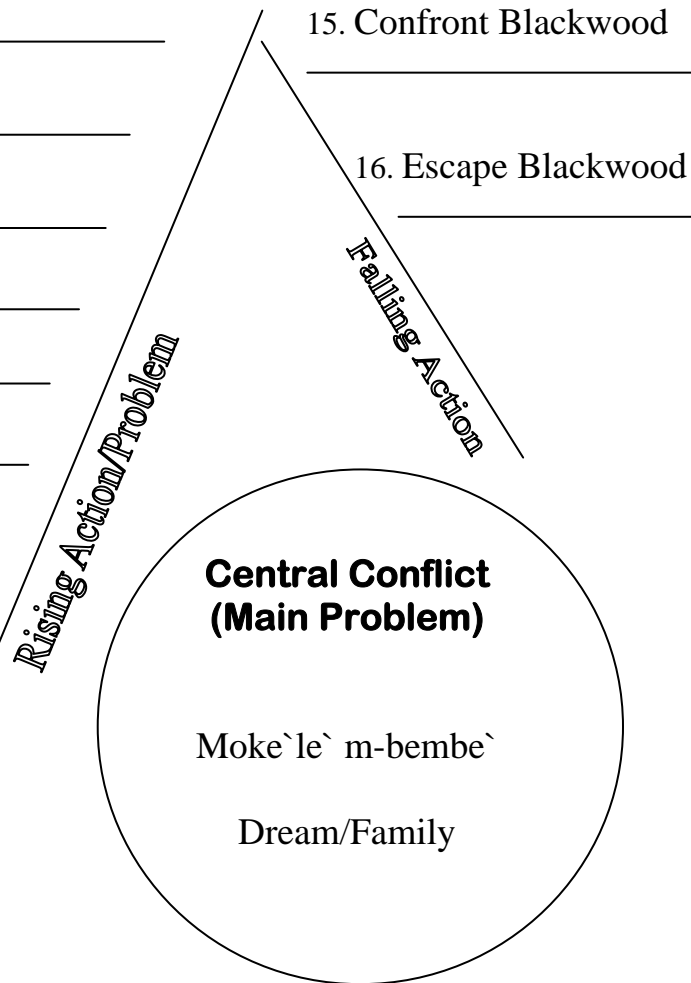 15. Confront Blackwood
16. Escape Blackwood
Falling Action
Rising Action/Problem
Central Conflict
(Main Problem)
Moke`le` m-bembe`
Dream/Family